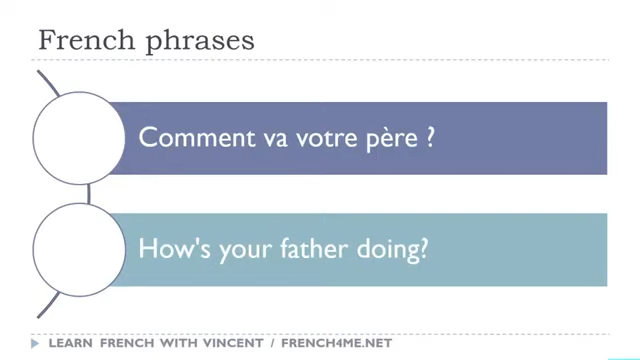 French phrases
Comment va votre père ?
How's your father doing?
LEARN FRENCH WITH VINCENT / FRENCH4ME.NET